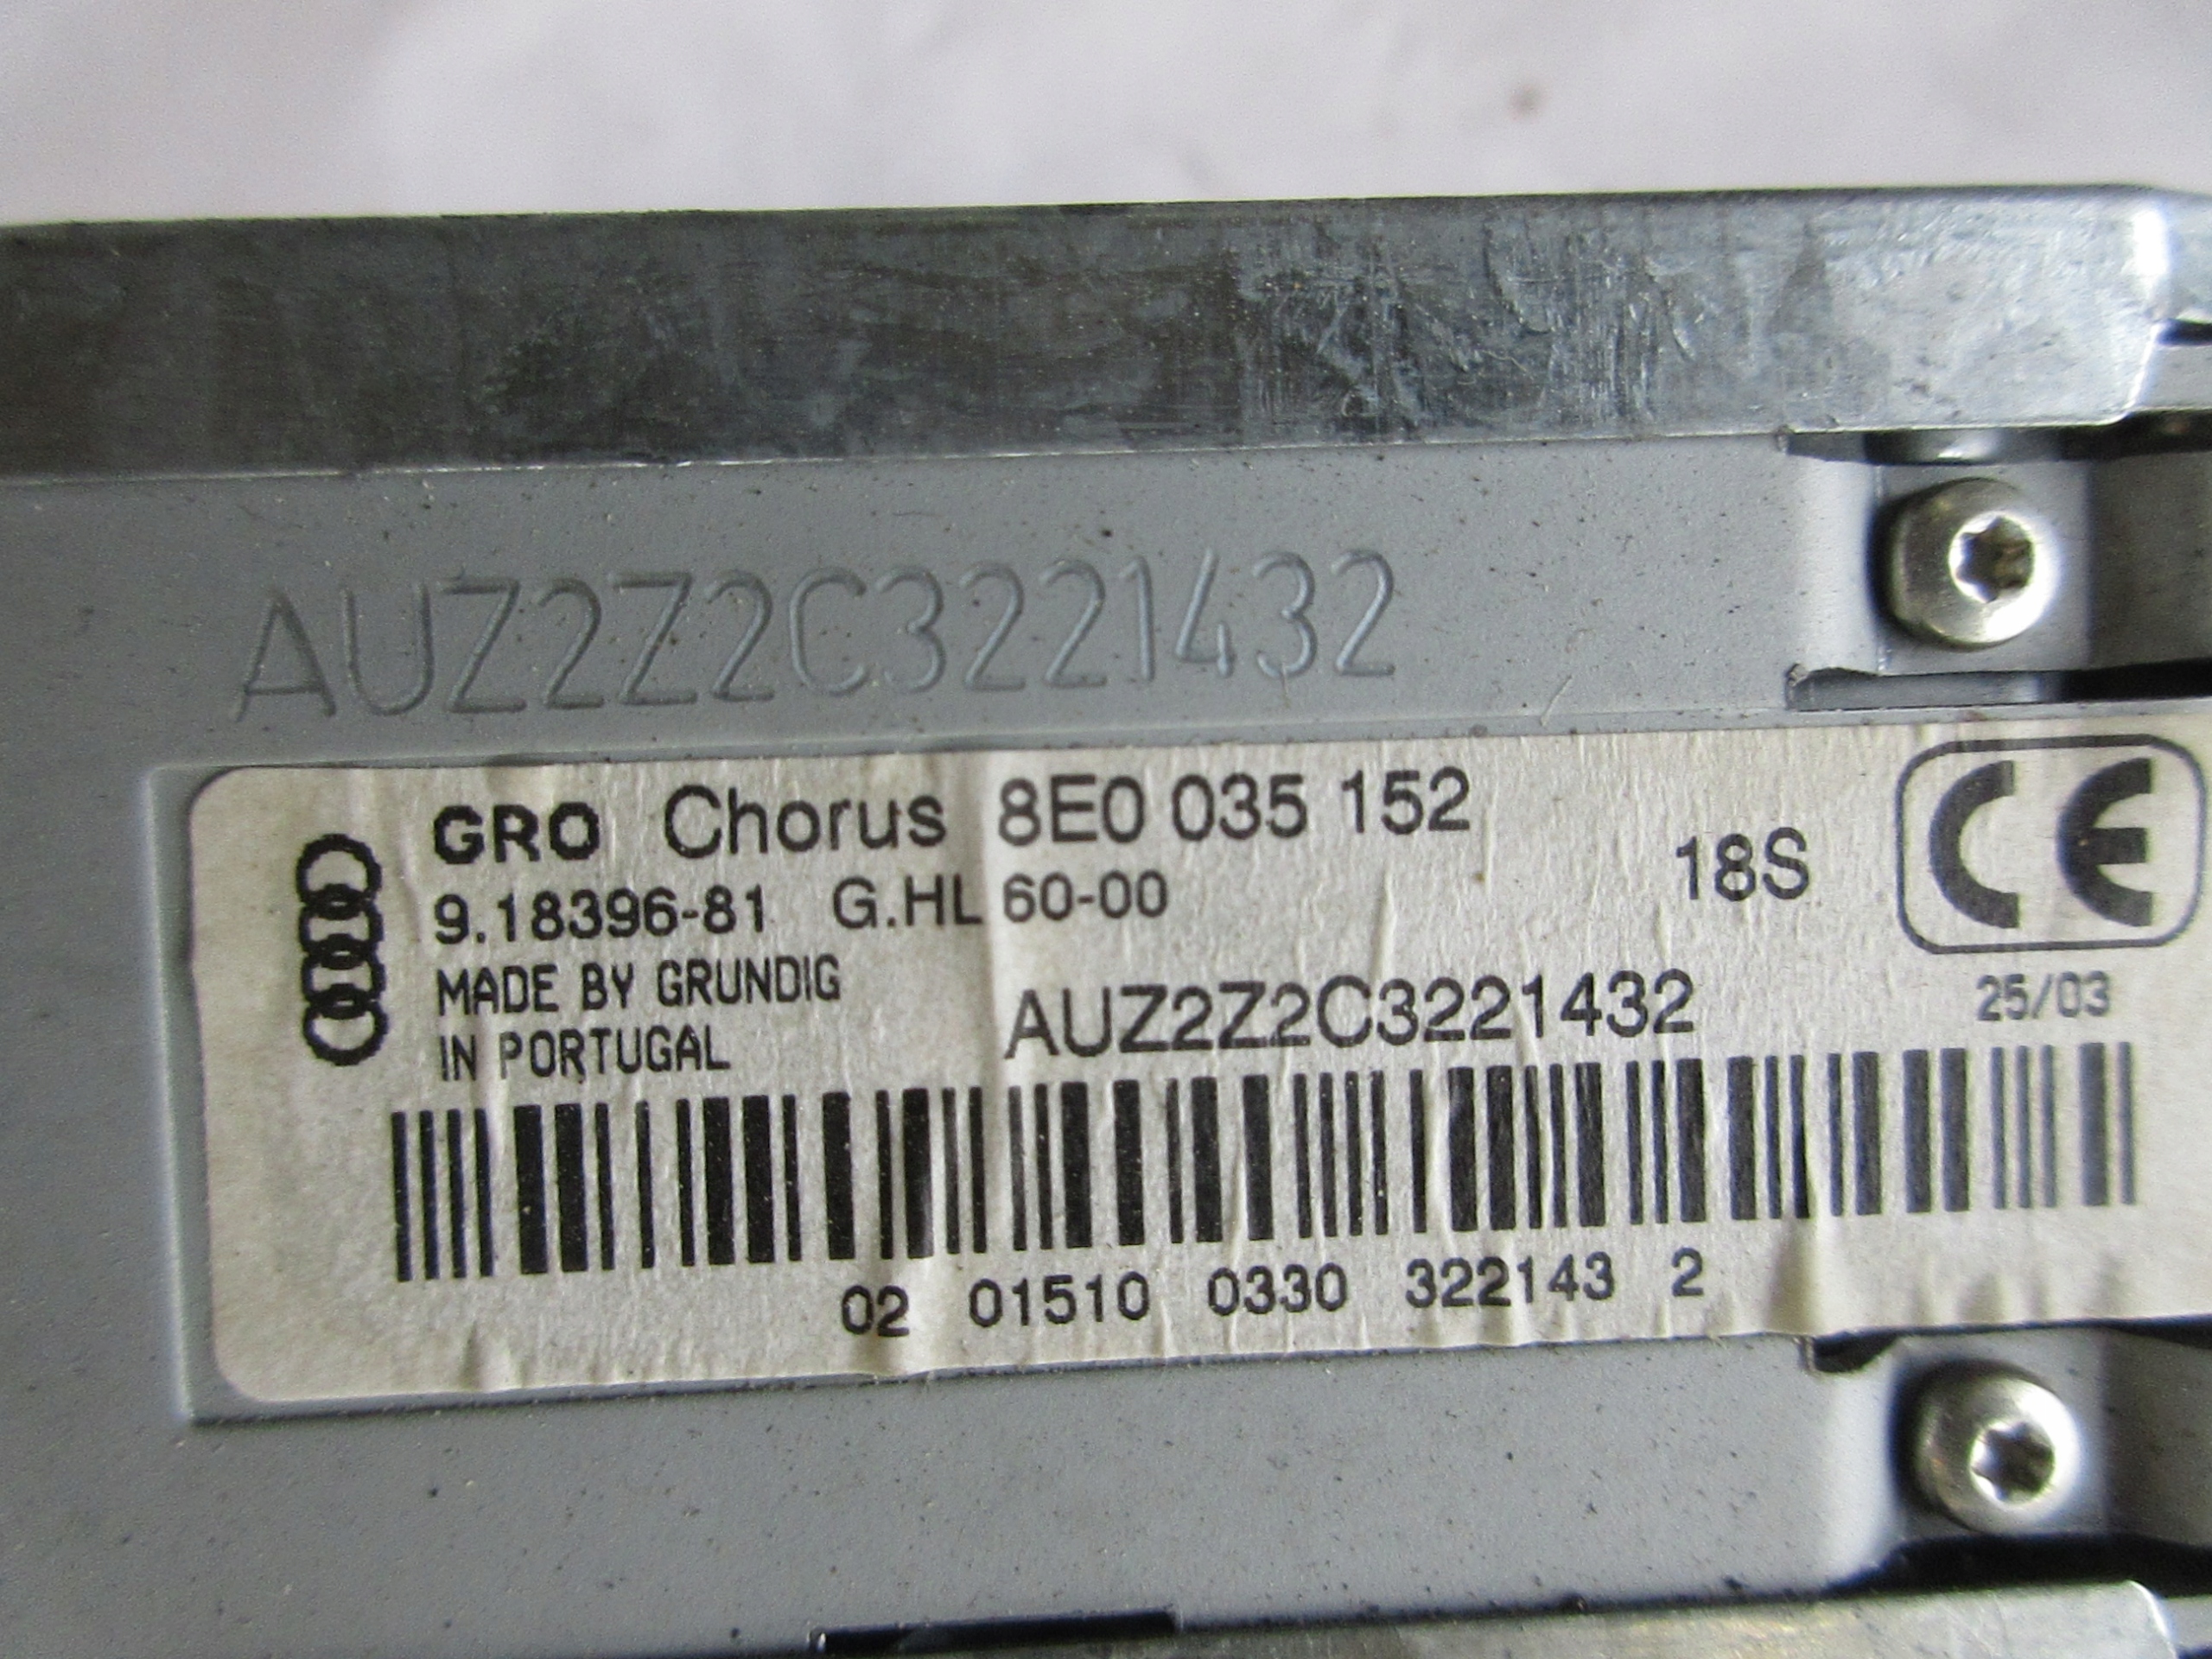 AUZ2Z2C3221432
GRO Chorus 8E0 035 152
9.18396-81 G.HL 60-00 18S
CE
MADE BY GRUNDIG
IN PORTUGAL
AUZ2Z2C3221432
25/03
02 01510 0330 322143 2